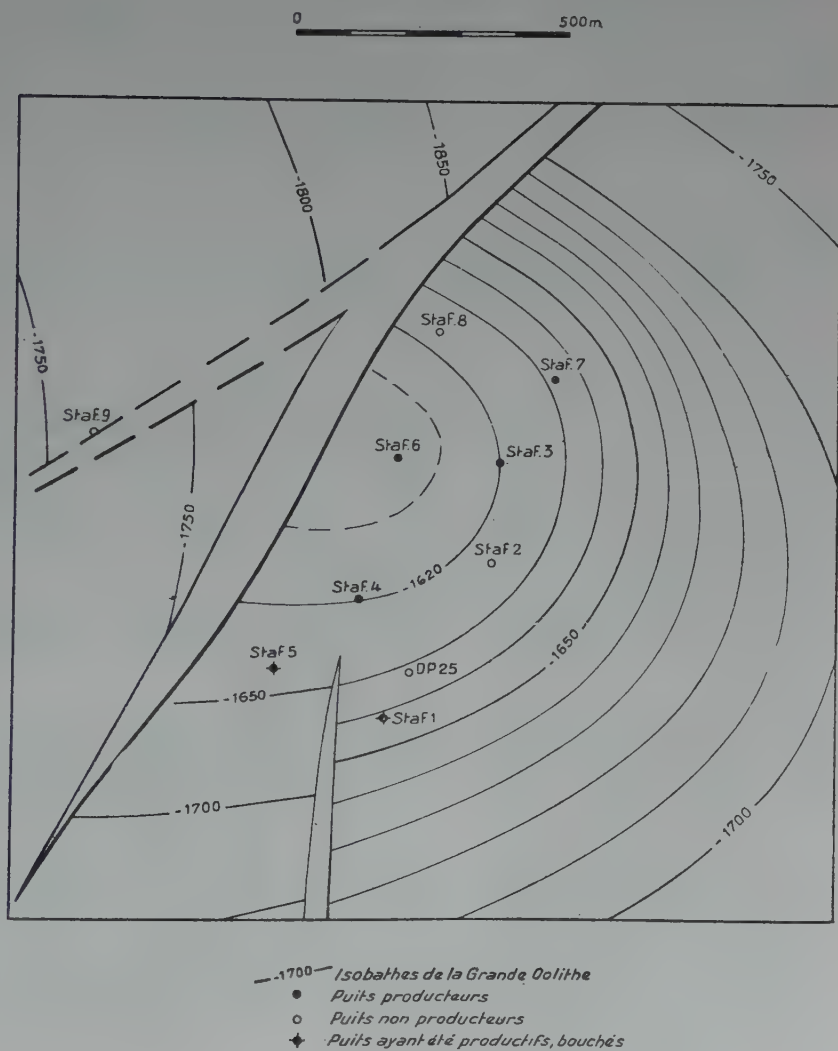 0 500m
-1850
-1800
-1750
-1750
Staf.8
Staf.7
Staf.9
Staf.6
Staf.3
-1750
Staf 2
-1620
Staf.4
Staf 5
DP25
-1650
-1650
Staf 1
-1700
-1700
-1700 Isobathes de la Grande Oolithe
Puits producteurs
Puits non producteurs
Puits ayant été productifs, bouchés